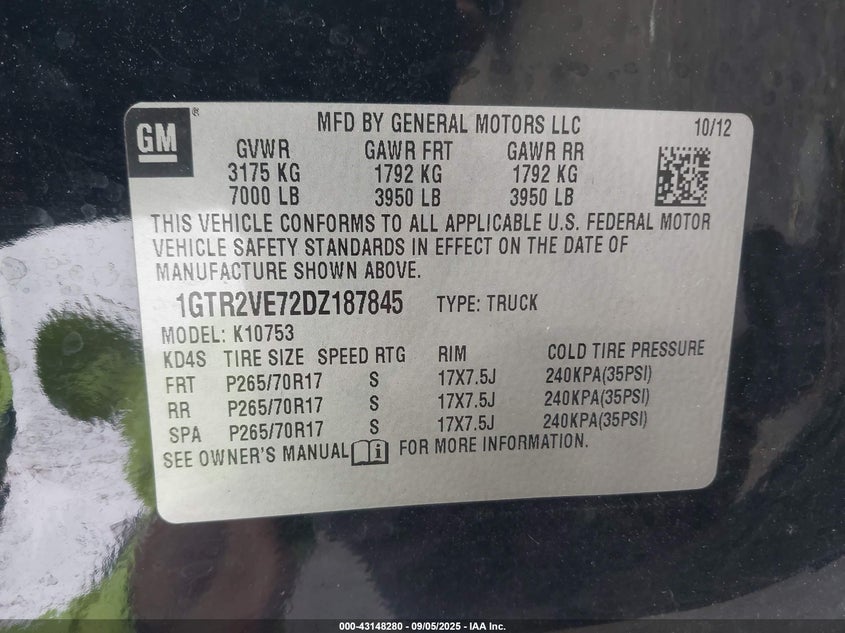 GM ®
MFD BY GENERAL MOTORS LLC 10/12
GVWR GAWR FRT GAWR RR
3175 KG 1792 KG 1792 KG
7000 LB 3950 LB 3950 LB
THIS VEHICLE CONFORMS TO ALL APPLICABLE U.S. FEDERAL MOTOR
VEHICLE SAFETY STANDARDS IN EFFECT ON THE DATE OF
MANUFACTURE SHOWN ABOVE.
1GTR2VE72DZ187845 TYPE: TRUCK
MODEL: K10753
KD4S TIRE SIZE SPEED RTG RIM COLD TIRE PRESSURE
FRT P265/70R17 S 17X7.5J 240KPA(35PSI)
RR P265/70R17 S 17X7.5J 240KPA(35PSI)
SPA P265/70R17 S 17X7.5J 240KPA(35PSI)
SEE OWNER'S MANUAL i FOR MORE INFORMATION.
000-43148280 - 09/05/2025 - IAA Inc.